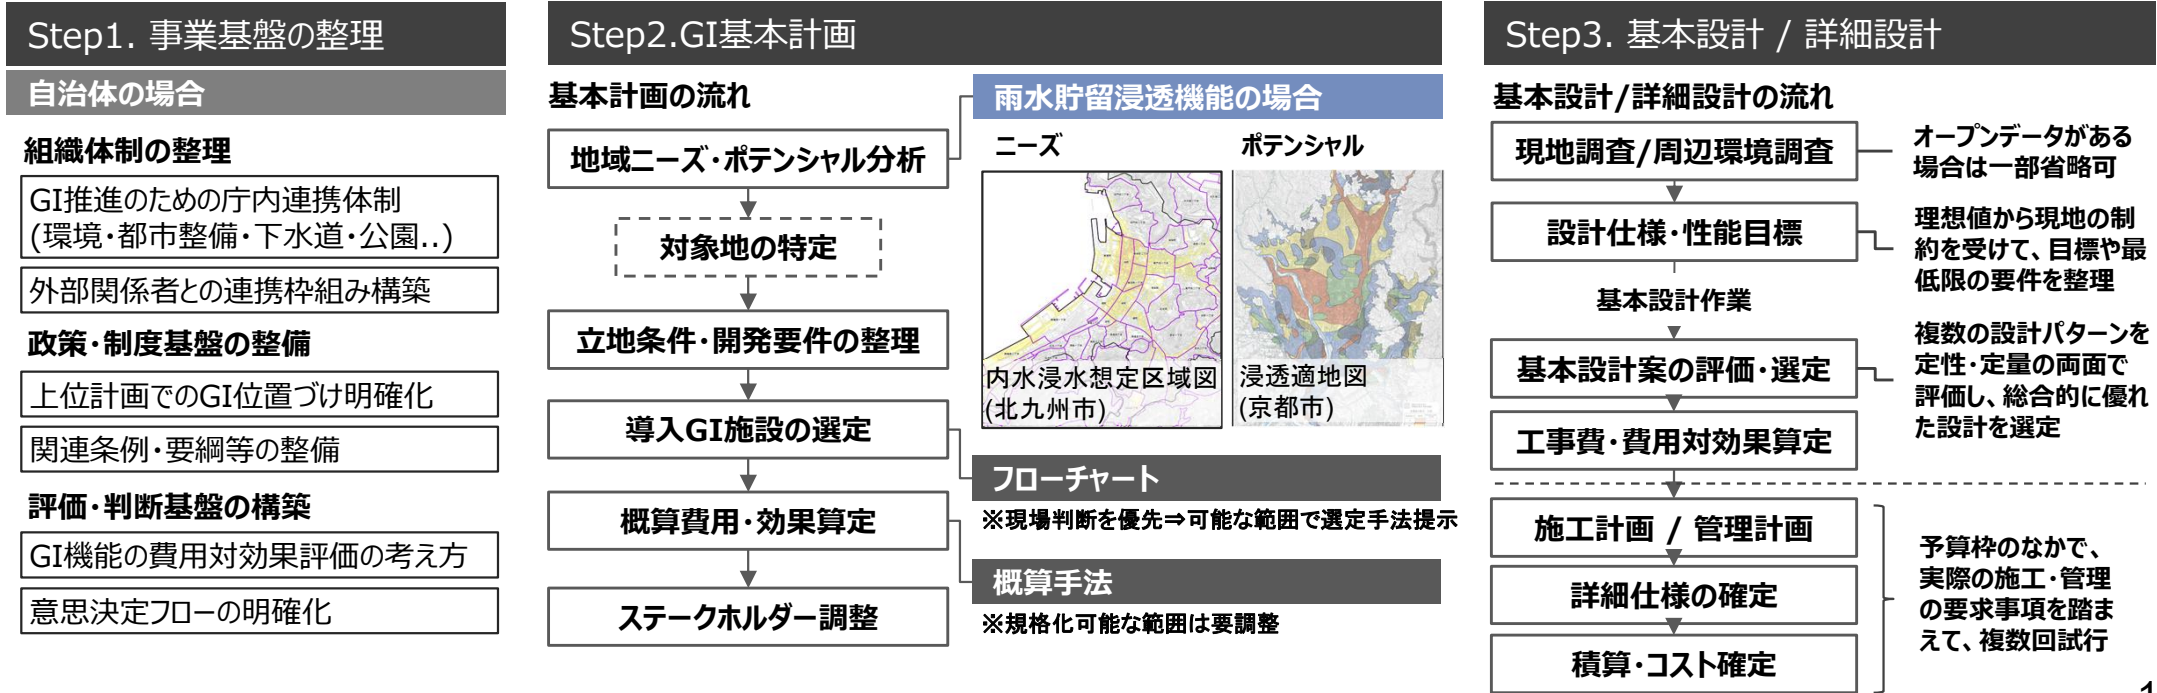 Step1. 事業基盤の整理
自治体の場合
組織体制の整理
GI推進のための庁内連携体制
(環境・都市整備・下水道・公園..)
外部関係者との連携枠組み構築
政策・制度基盤の整備
上位計画でのGI位置づけ明確化
関連条例・要綱等の整備
評価・判断基盤の構築
GI機能の費用対効果評価の考え方
意思決定フローの明確化
Step2.GI基本計画
基本計画の流れ
地域ニーズ・ポテンシャル分析
対象地の特定
立地条件・開発要件の整理
導入GI施設の選定
概算費用・効果算定
ステークホルダー調整
雨水貯留浸透機能の場合
ニーズ
ポテンシャル
内水浸水想定区域図
(北九州市)
浸透適地図
(京都市)
フローチャート
※現場判断を優先⇒可能な範囲で選定手法提示
概算手法
※規格化可能な範囲は要調整
Step3. 基本設計 / 詳細設計
基本設計/詳細設計の流れ
現地調査/周辺環境調査
オープンデータがある
場合は一部省略可
設計仕様・性能目標
理想値から現地の制
約を受けて、目標や最
低限の要件を整理
基本設計作業
基本設計案の評価・選定
複数の設計パターンを
定性・定量の両面で
評価し、総合的に優れ
た設計を選定
工事費・費用対効果算定
施工計画 / 管理計画
詳細仕様の確定
積算・コスト確定
予算枠のなかで、
実際の施工・管理
の要求事項を踏ま
えて、複数回試行